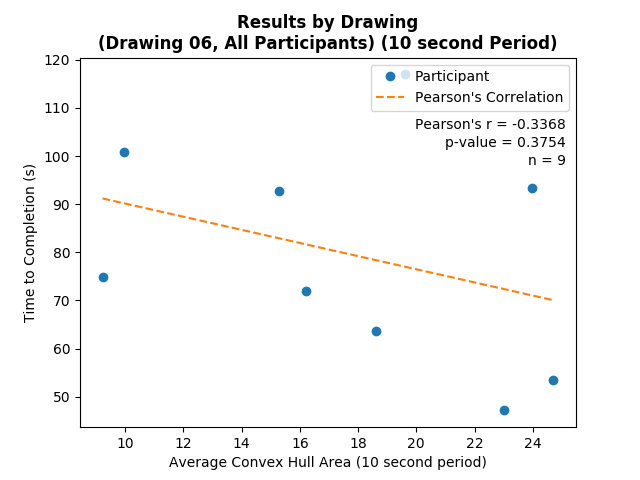 Results by Drawing
(Drawing 06, All Participants) (10 second Period)
Participant
Pearson's Correlation
Pearson's r = -0.3368
p-value = 0.3754
n = 9
120
110
100
90
80
70
60
50
Time to Completion (s)
10 12 14 16 18 20 22 24
Average Convex Hull Area (10 second period)